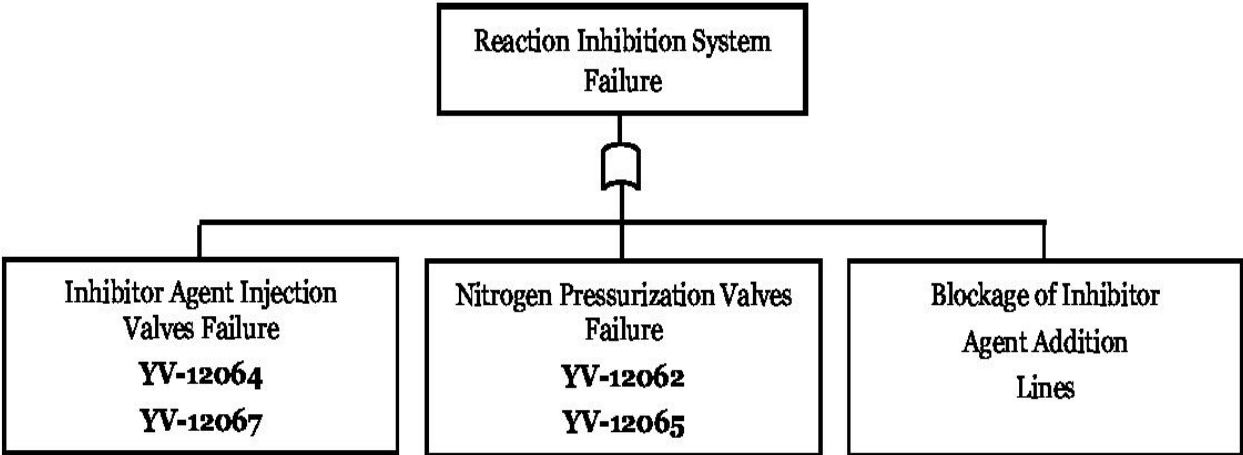 Reaction Inhibition System
Failure
Inhibitor Agent Injection
Valves Failure
YV-12064
YV-12067
Nitrogen Pressurization Valves
Failure
YV-12062
YV-12065
Blockage of Inhibitor
Agent Addition
Lines